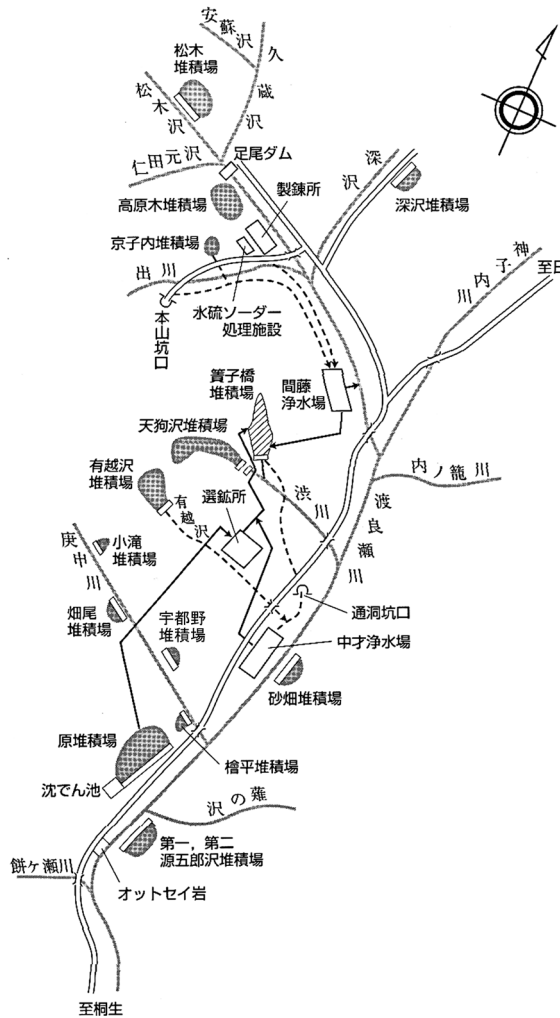 安蘇沢
久蔵沢
松木
堆積場
松木沢
仁田元沢
足尾ダム
深沢
深沢堆積場
高原木堆積場
製錬所
京子内堆積場
出川
本山坑口
水硫ソーダー
処理施設
神子内川
至日
簀子橋
堆積場
間藤
浄水場
天狗沢堆積場
有越沢
堆積場
有越沢
選鉱所
渋川
渡良瀬川
内ノ籠川
庚申川
小滝
堆積場
畑尾
堆積場
宇都野
堆積場
通洞坑口
中才浄水場
砂畑堆積場
原堆積場
檜平堆積場
沈でん池
沢の薙
第一，第二
源五郎沢堆積場
餅ヶ瀬川
オットセイ岩
至桐生